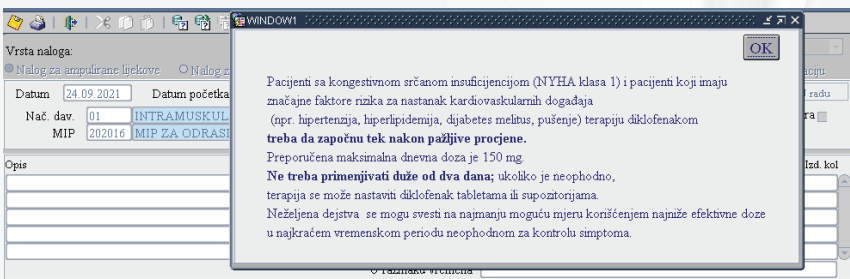 WINDOW1
OK
Vrsta naloga:
Nalog za ampulirane lijekove
Datum 24.09.2021 Datum početka
Nač. dav. 01 INTRAMUSKUL
MIP 202016 MIP ZA ODRASI
Opis
Izd. kol
Pacijenti sa kongestivnom srčanom insuficijencijom (NYHA klasa 1) i pacijenti koji imaju
značajne faktore rizika za nastanak kardiovaskularnih događaja
(npr. hipertenzija, hiperlipidemija, dijabetes melitus, pušenje) terapiju diklofenakom
treba da započnu tek nakon pažljive procjene.
Preporučena maksimalna dnevna doza je 150 mg.
Ne treba primenjivati duže od dva dana; ukoliko je neophodno,
terapija se može nastaviti diklofenak tabletama ili supozitorijama.
Neželjena dejstva se mogu svesti na najmanju moguću mjeru korišćenjem najniže efektivne doze
u najkraćem vremenskom periodu neophodnom za kontrolu simptoma.